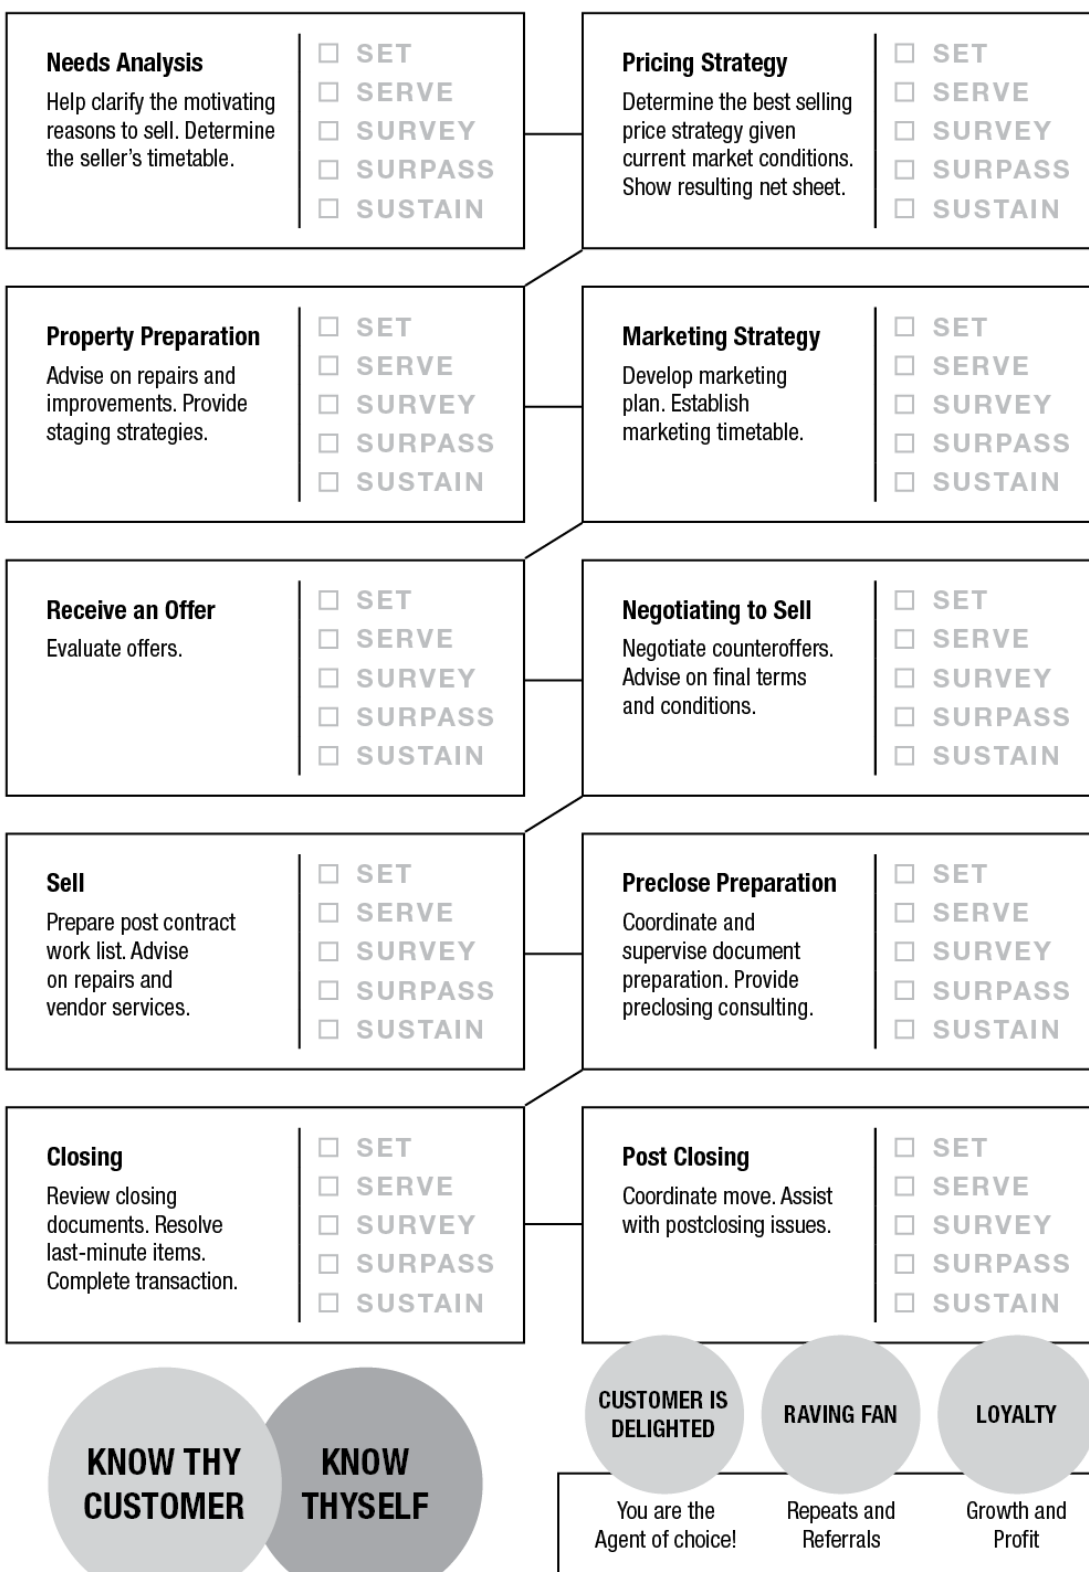 Needs Analysis
Help clarify the motivating
reasons to sell. Determine
the seller's timetable.
SET
SERVE
SURVEY
SURPASS
SUSTAIN
Pricing Strategy
Determine the best selling
price strategy given
current market conditions.
Show resulting net sheet.
SET
SERVE
SURVEY
SURPASS
SUSTAIN
Property Preparation
Advise on repairs and
improvements. Provide
staging strategies.
SET
SERVE
SURVEY
SURPASS
SUSTAIN
Marketing Strategy
Develop marketing
plan. Establish
marketing timetable.
SET
SERVE
SURVEY
SURPASS
SUSTAIN
Receive an Offer
Evaluate offers.
SET
SERVE
SURVEY
SURPASS
SUSTAIN
Negotiating to Sell
Negotiate counteroffers.
Advise on final terms
and conditions.
SET
SERVE
SURVEY
SURPASS
SUSTAIN
Sell
Prepare post contract
work list. Advise
on repairs and
vendor services.
SET
SERVE
SURVEY
SURPASS
SUSTAIN
Preclose Preparation
Coordinate and
supervise document
preparation. Provide
preclosing consulting.
SET
SERVE
SURVEY
SURPASS
SUSTAIN
Closing
Review closing
documents. Resolve
last-minute items.
Complete transaction.
SET
SERVE
SURVEY
SURPASS
SUSTAIN
Post Closing
Coordinate move. Assist
with postclosing issues.
SET
SERVE
SURVEY
SURPASS
SUSTAIN
KNOW THY
CUSTOMER
KNOW
THYSELF
CUSTOMER IS
DELIGHTED
You are the
Agent of choice!
RAVING FAN
Repeats and
Referrals
LOYALTY
Growth and
Profit